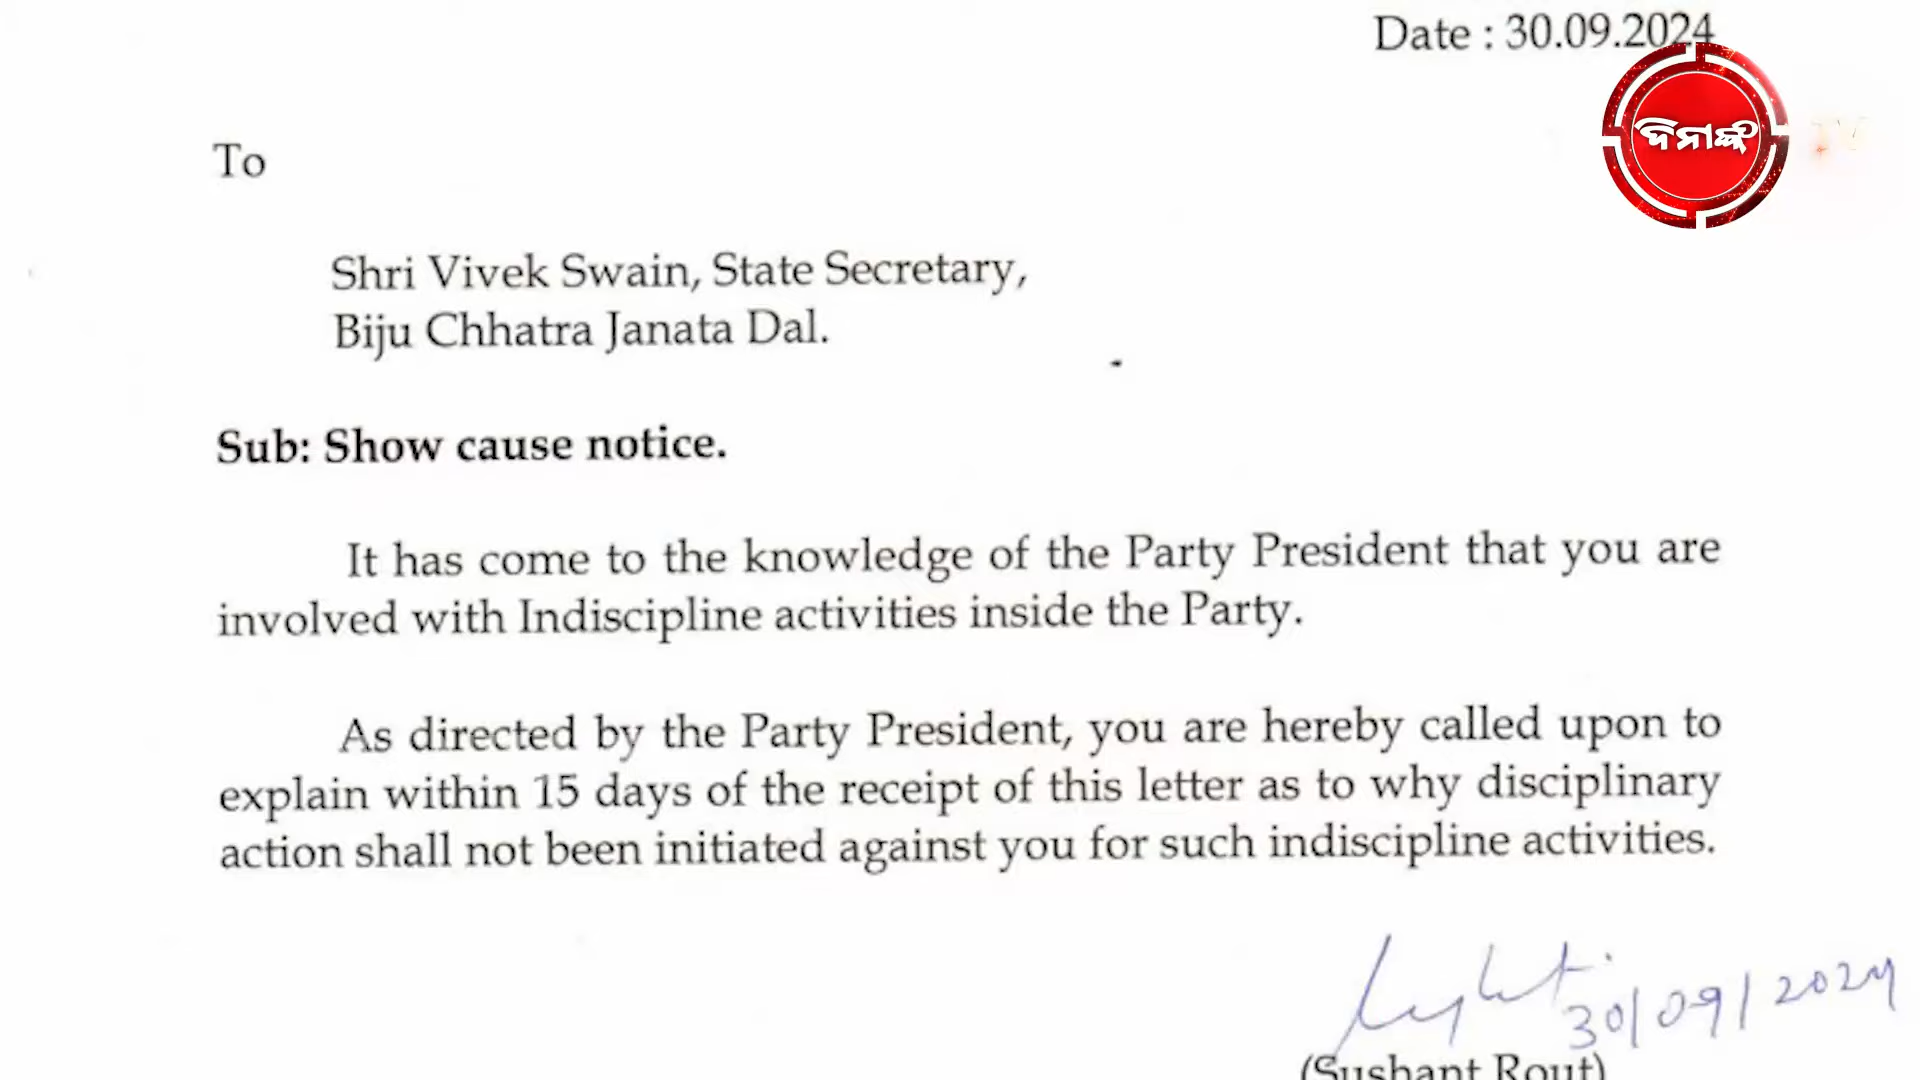 Date : 30.09.2024
ଦିନାଙ୍କ
TV
To
Shri Vivek Swain, State Secretary,
Biju Chhatra Janata Dal.
Sub: Show cause notice.
It has come to the knowledge of the Party President that you are
involved with Indiscipline activities inside the Party.
As directed by the Party President, you are hereby called upon to
explain within 15 days of the receipt of this letter as to why disciplinary
action shall not been initiated against you for such indiscipline activities.
30/09/2024
(Sushant Rout)